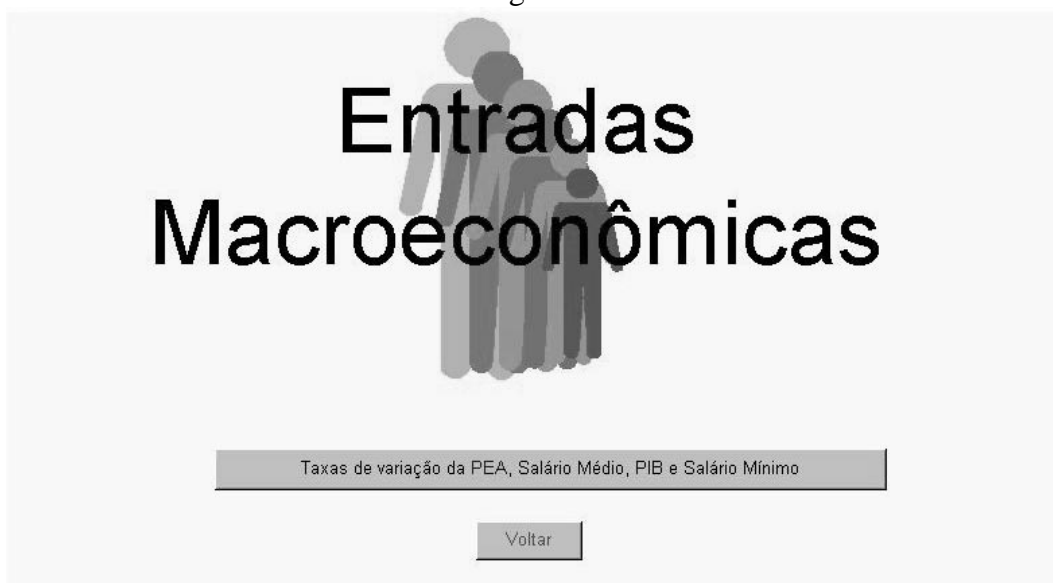 Entradas
Macroeconômicas
Taxas de variação da PEA, Salário Médio, PIB e Salário Mínimo
Voltar